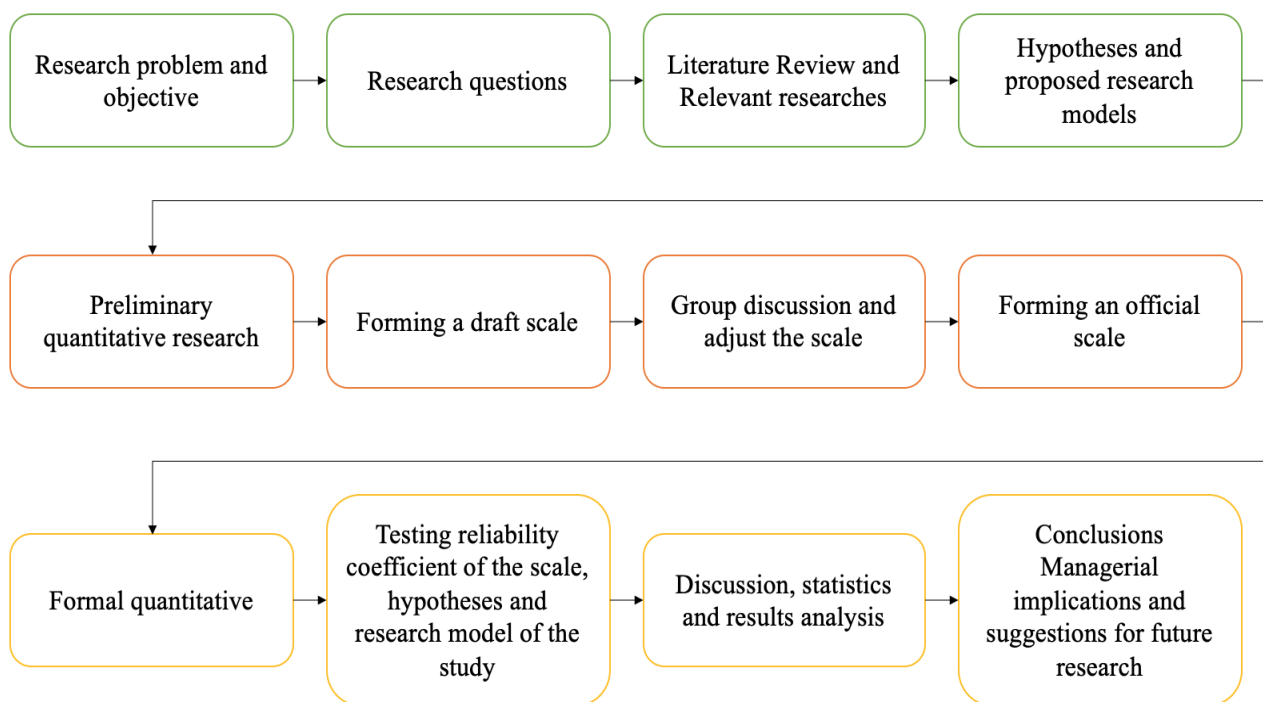 Research problem and
objective
Research questions
Literature Review and
Relevant researches
Hypotheses and
proposed research
models
Preliminary
quantitative research
Forming a draft scale
Group discussion and
adjust the scale
Forming an official
scale
Formal quantitative
Testing reliability
coefficient of the scale,
hypotheses and
research model of the
study
Discussion, statistics
and results analysis
Conclusions
Managerial
implications and
suggestions for future
research